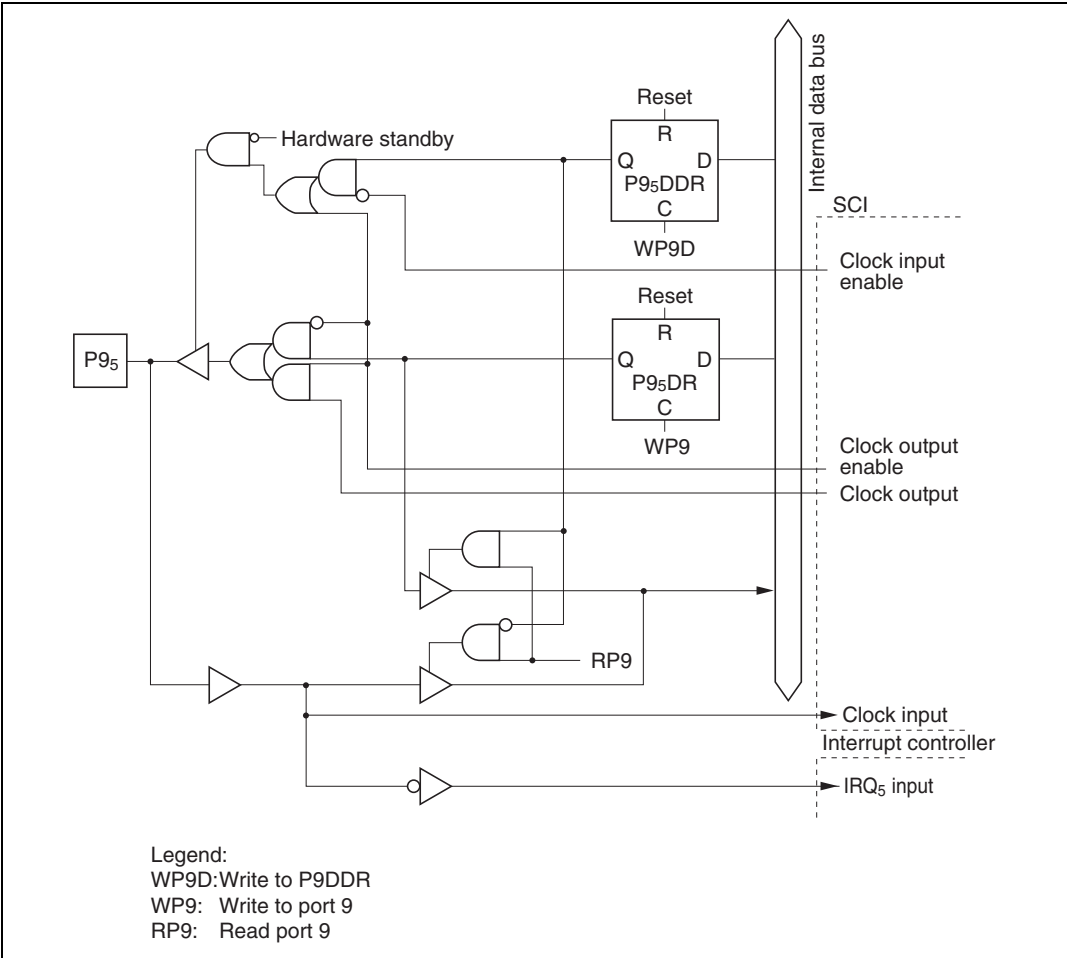 Internal data bus
Reset
R
Hardware standby
Q D
P9₅DDR
C
WP9D
SCI
Clock input
enable
Reset
R
P9₅
Q D
P9₅DR
C
WP9
Clock output
enable
Clock output
RP9
Clock input
Interrupt controller
IRQ₅ input
Legend:
WP9D:Write to P9DDR
WP9: Write to port 9
RP9: Read port 9